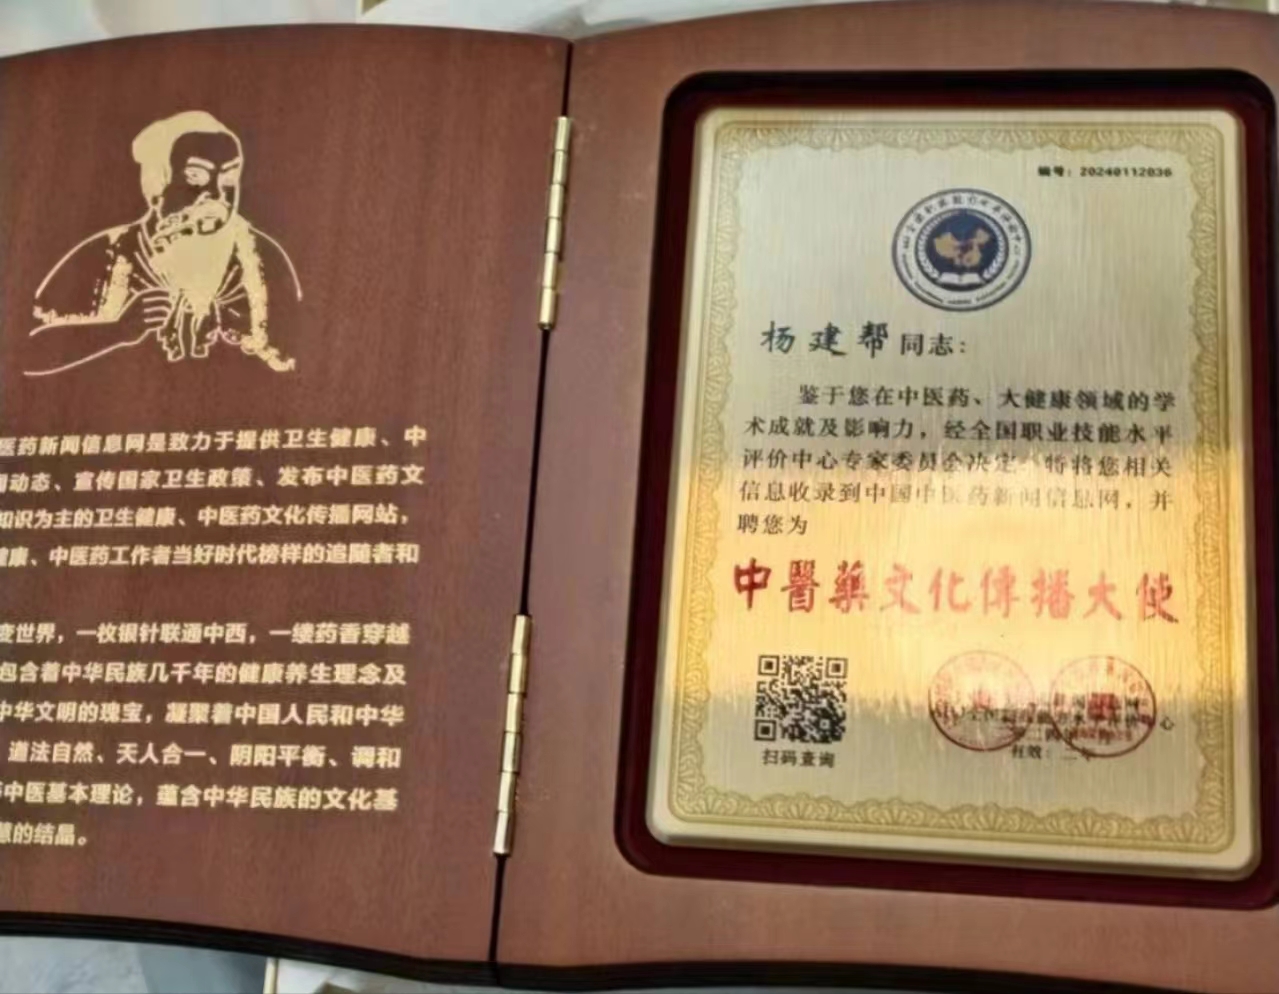 医药新闻信息网是致力于提供卫生健康、中
动态、宣传国家卫生政策、发布中医药文
知识为主的卫生健康、中医药文化传播网站，
健康、中医药工作者当好时代榜样的追随者和
变世界，一枚银针联通中西，一缕药香穿越
包含着中华民族几千年的健康养生理念及
中华文明的瑰宝，凝聚着中国人民和中华
道法自然、天人合一、阴阳平衡、调和
中医基本理论，蕴含中华民族的文化基
慧的结晶。
编号：20240112036
杨建帮同志：
鉴于您在中医药、大健康领域的学
术成就及影响力，经全国职业技能水平
评价中心专家委员会决定，特将您相关
信息收录到中国中医药新闻信息网，并
聘您为
中醫藥文化傳播大使
扫码查询
有效：二年